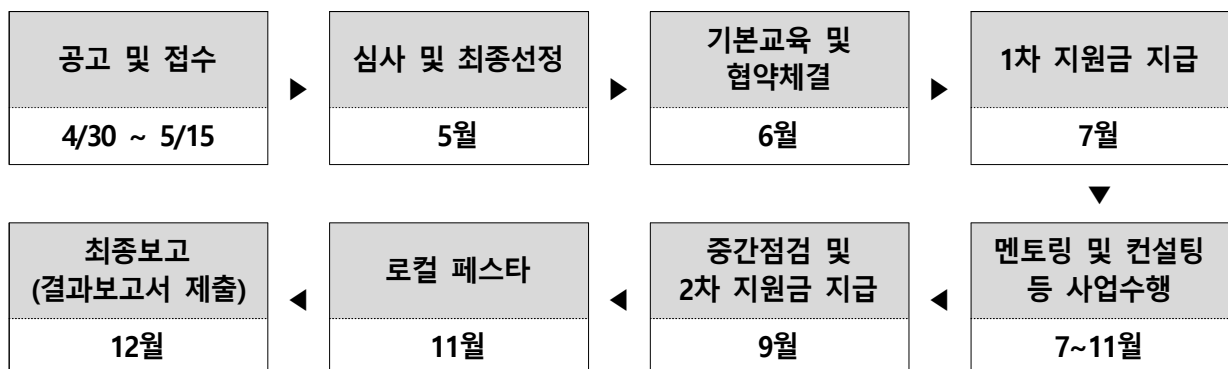 공고 및 접수
4/30 ~ 5/15
▶
심사 및 최종선정
5월
▶
기본교육 및
협약체결
6월
▶
1차 지원금 지급
7월
▼
멘토링 및 컨설팅
등 사업수행
7~11월
◀
중간점검 및
2차 지원금 지급
9월
◀
로컬 페스타
11월
◀
최종보고
(결과보고서 제출)
12월